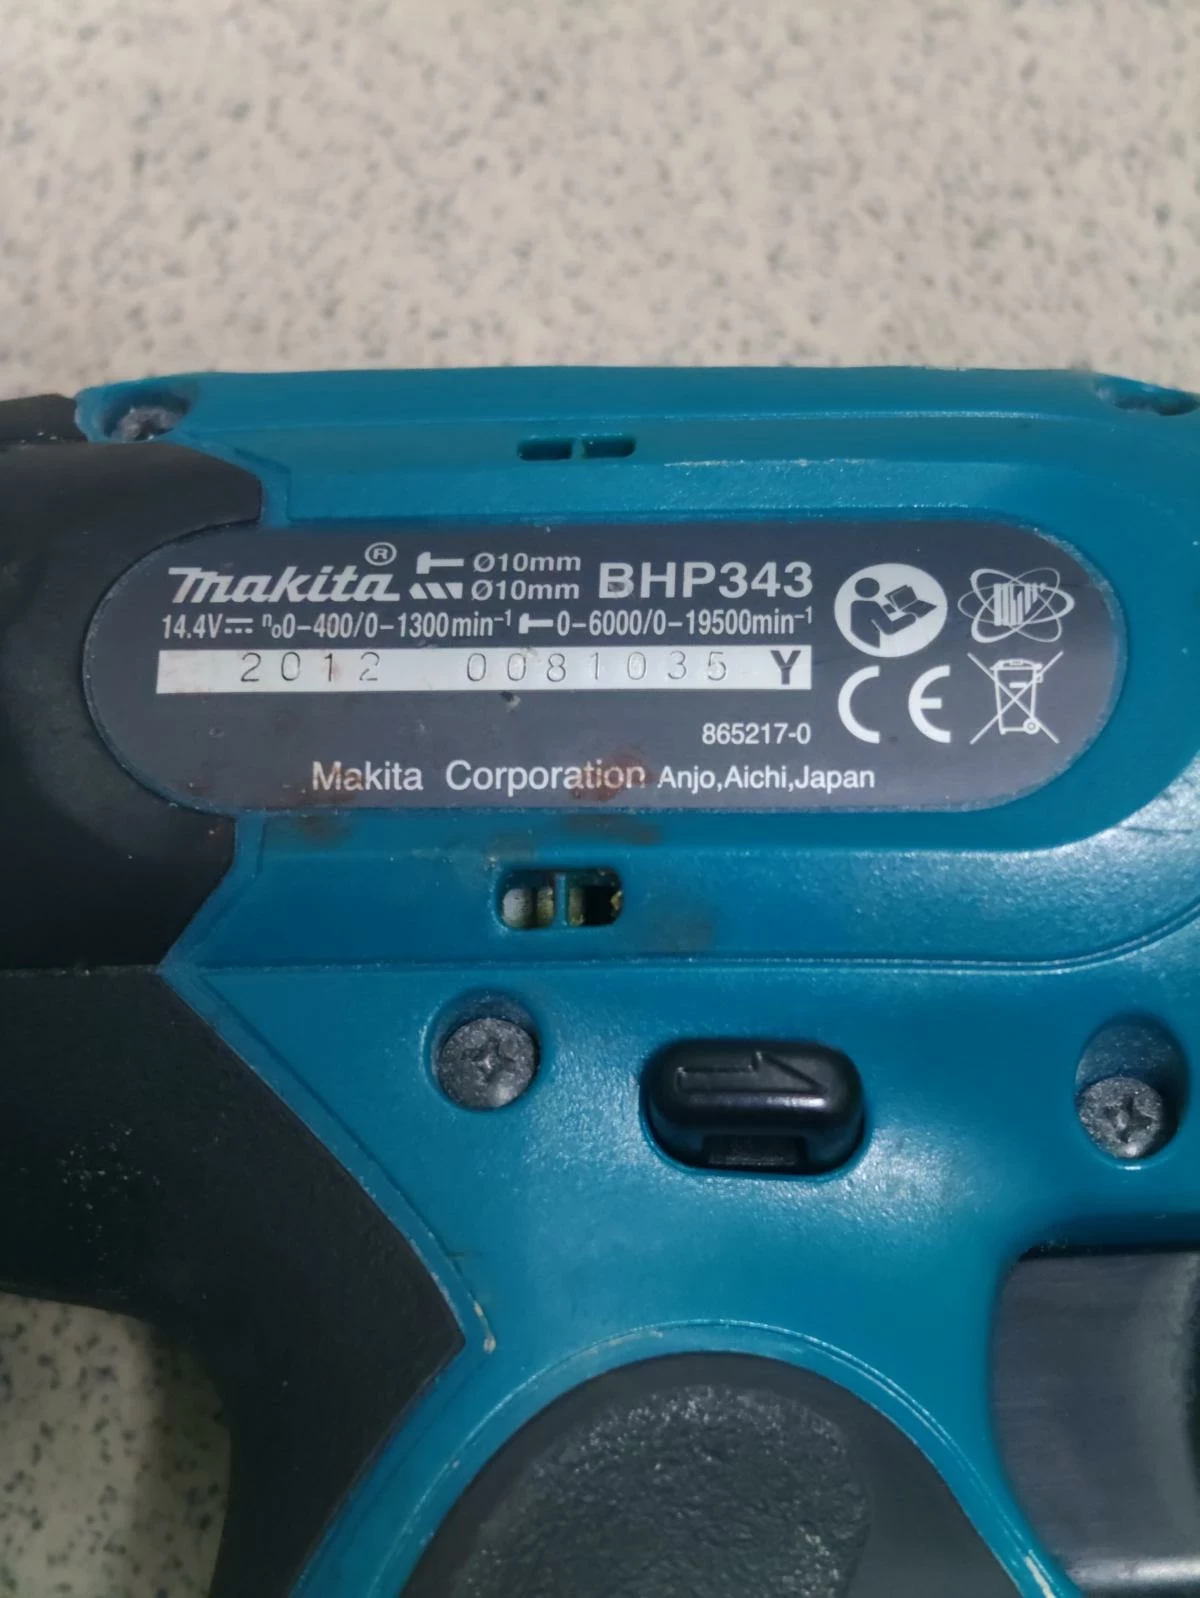 Makita® Ø10mm BHP343
Ø10mm
14.4V⎓ n₀0-400/0-1300min⁻¹ 0-6000/0-19500min⁻¹
2012 0081035 Y
865217-0
CE
Makita Corporation Anjo,Aichi,Japan